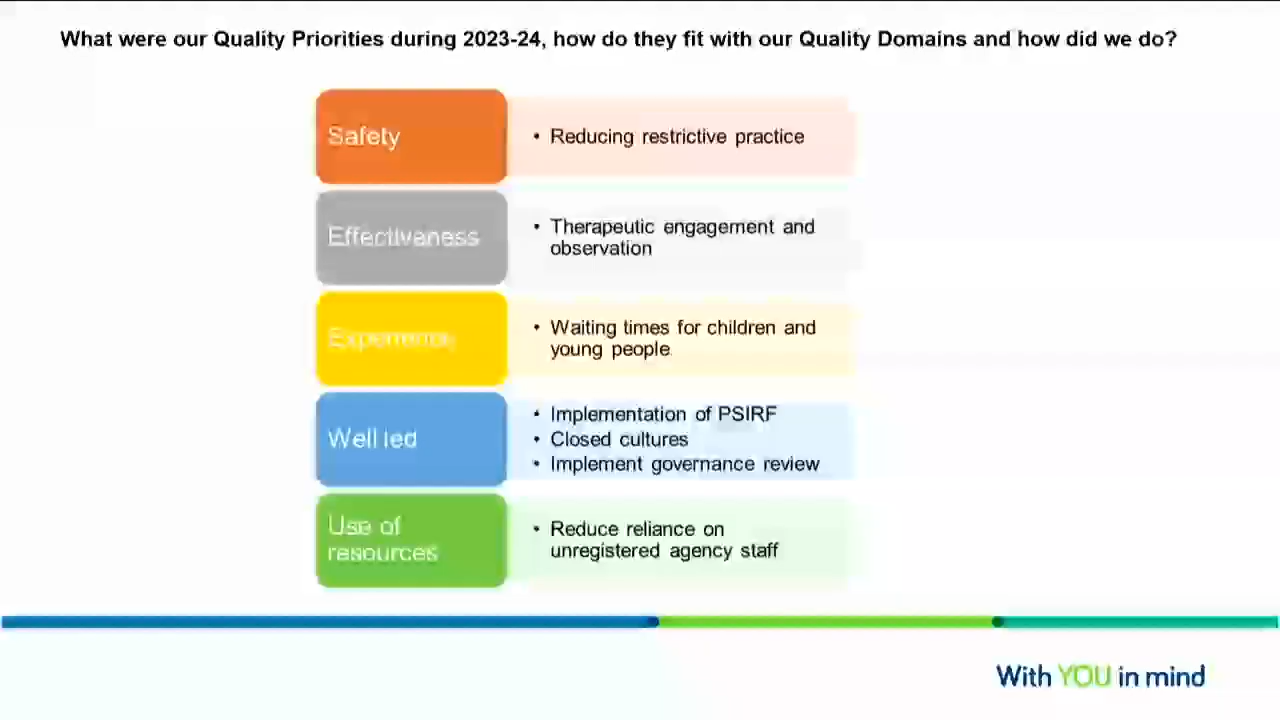 What were our Quality Priorities during 2023-24, how do they fit with our Quality Domains and how did we do?
Safety
• Reducing restrictive practice
Effectiveness
• Therapeutic engagement and
observation
Experience
• Waiting times for children and
young people
Well led
• Implementation of PSIRF
• Closed cultures
• Implement governance review
Use of
resources
• Reduce reliance on
unregistered agency staff
With YOU in mind